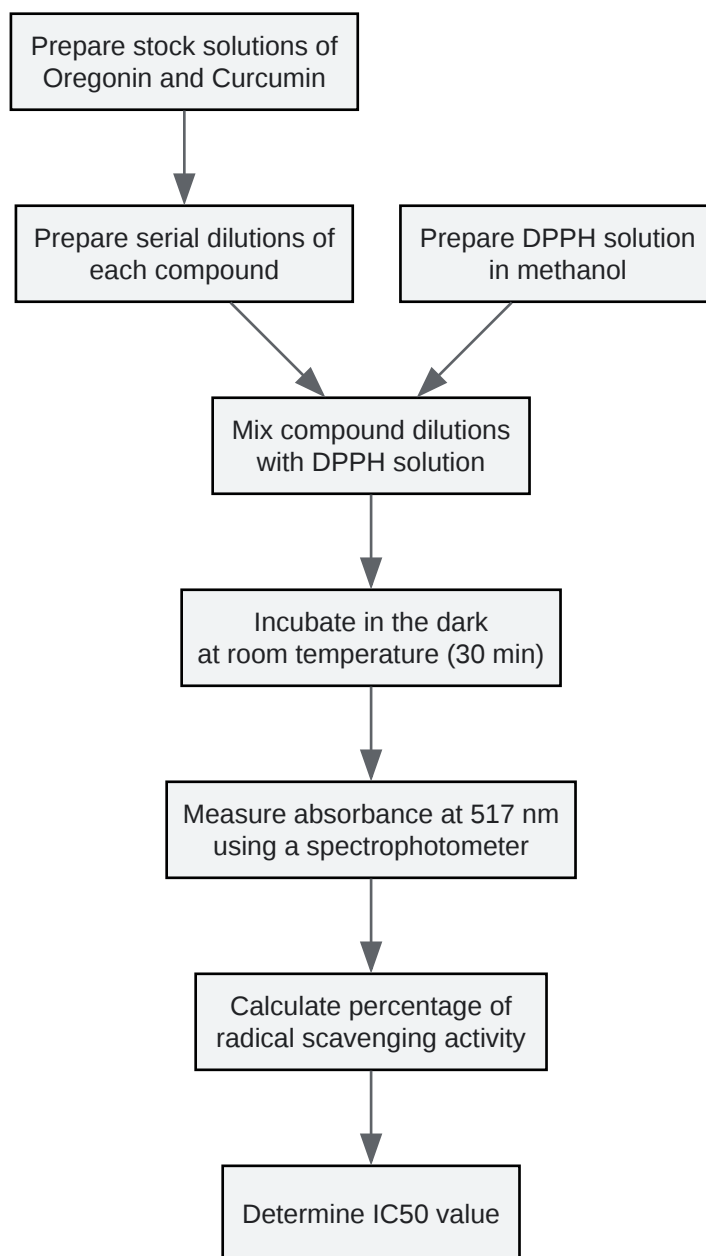 Prepare stock solutions of
Oregonin and Curcumin
Prepare serial dilutions of
each compound
Prepare DPPH solution
in methanol
Mix compound dilutions
with DPPH solution
Incubate in the dark
at room temperature (30 min)
Measure absorbance at 517 nm
using a spectrophotometer
Calculate percentage of
radical scavenging activity
Determine IC50 value